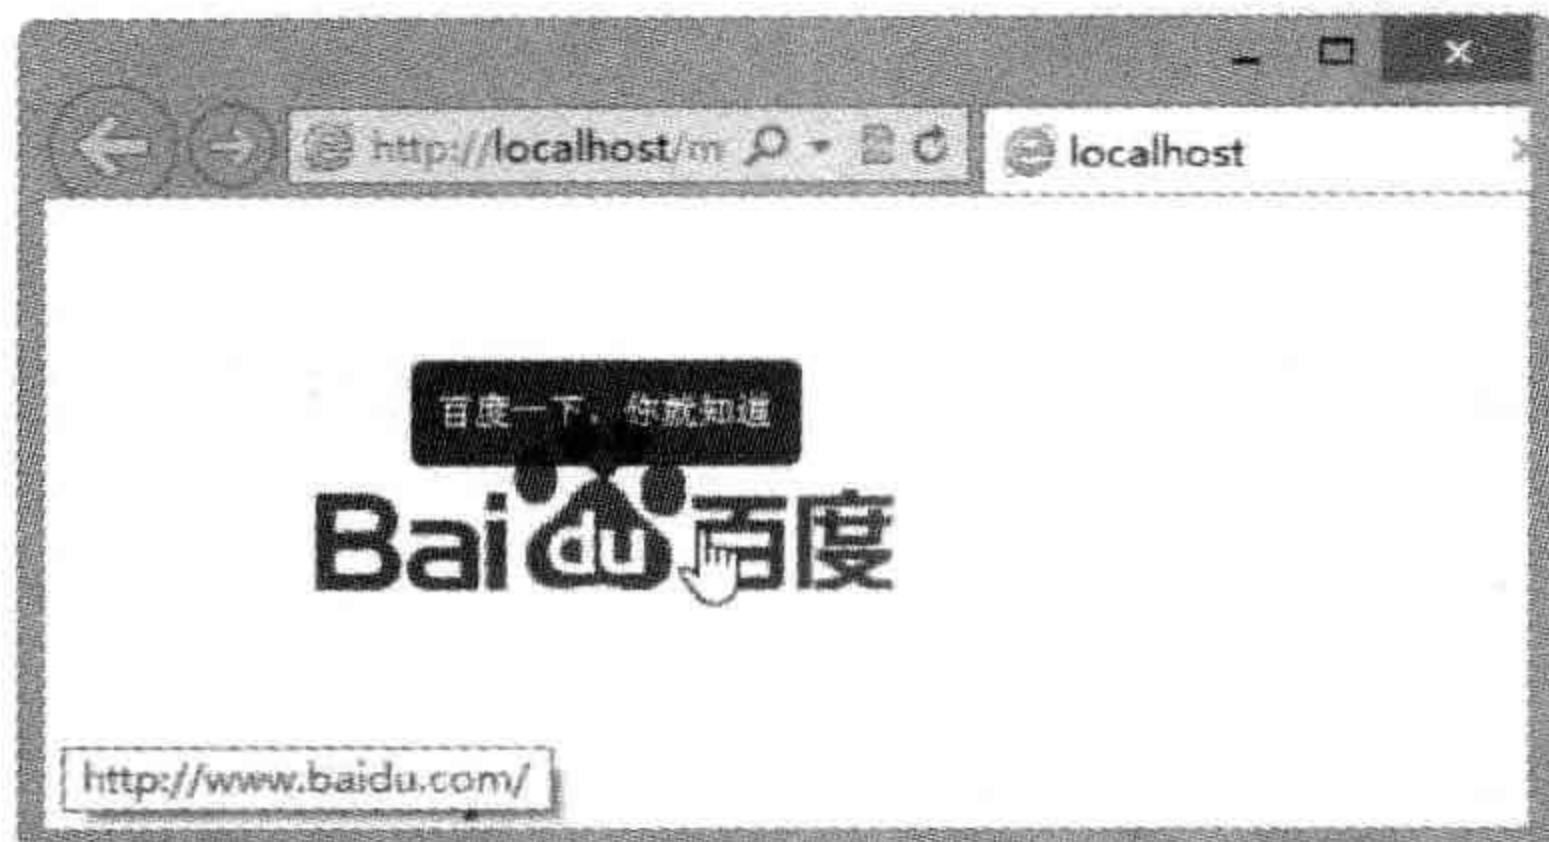 http://localhost/m
localhost
百度一下，你就知道
Bai du 百度
http://www.baidu.com/